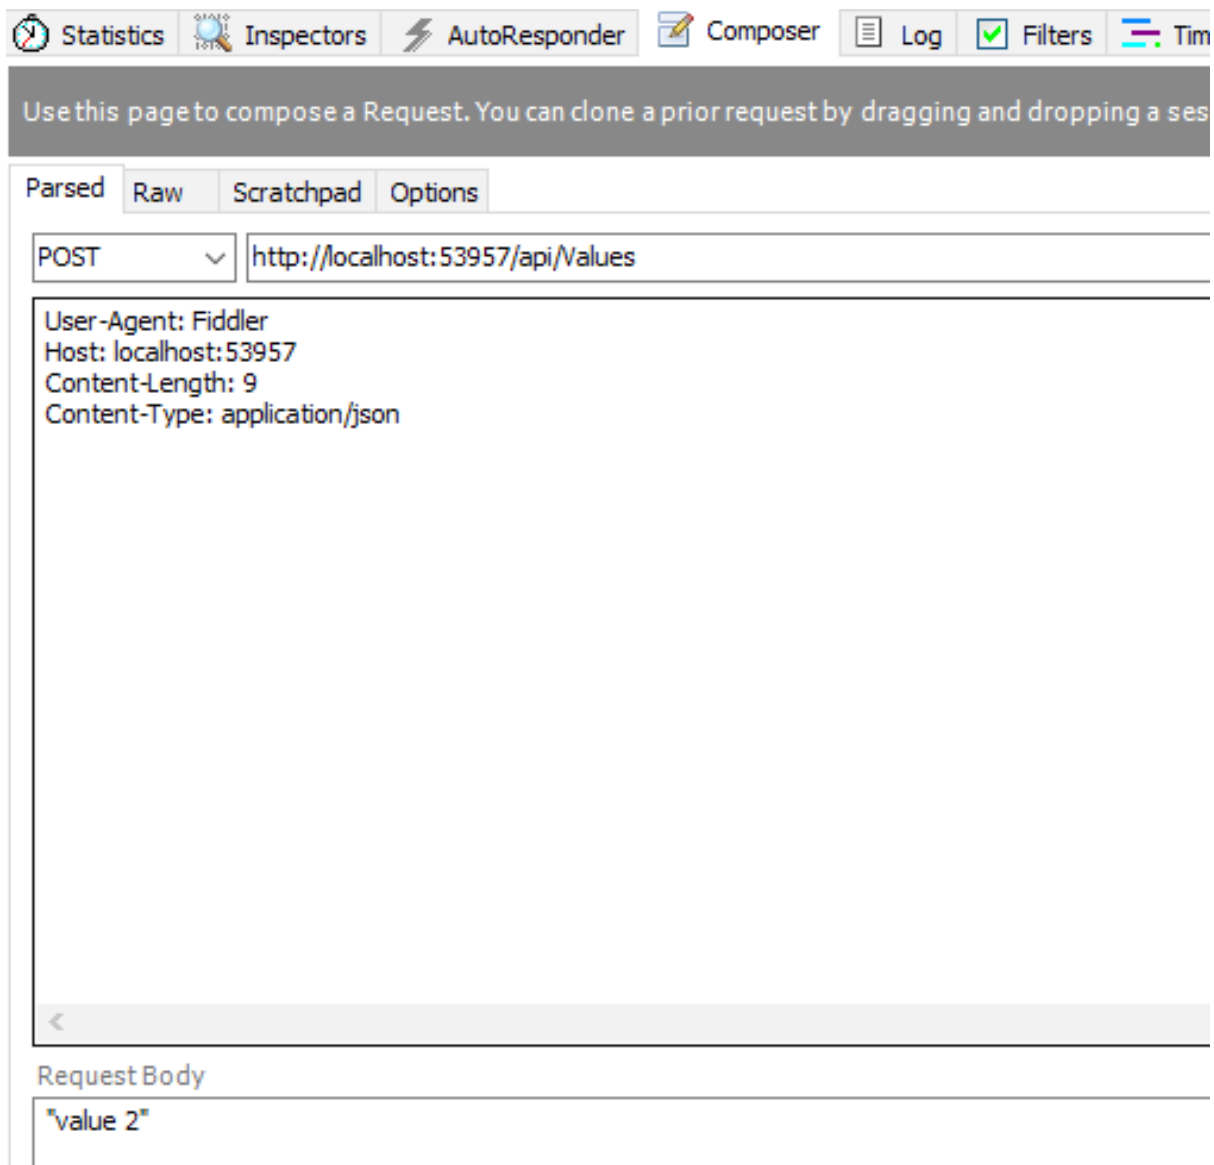 Statistics Inspectors AutoResponder Composer Log Filters Tim
Use this page to compose a Request. You can clone a prior request by dragging and dropping a ses
Parsed Raw Scratchpad Options
POST http://localhost:53957/api/Values
User-Agent: Fiddler
Host: localhost:53957
Content-Length: 9
Content-Type: application/json
Request Body
"value 2"